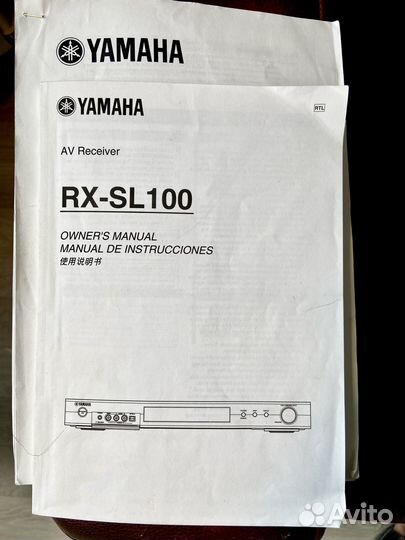 YAMAHA
YAMAHA
RTL
AV Receiver
RX-SL100
OWNER'S MANUAL
MANUAL DE INSTRUCCIONES
使用说明书
YAMAHA
Avito